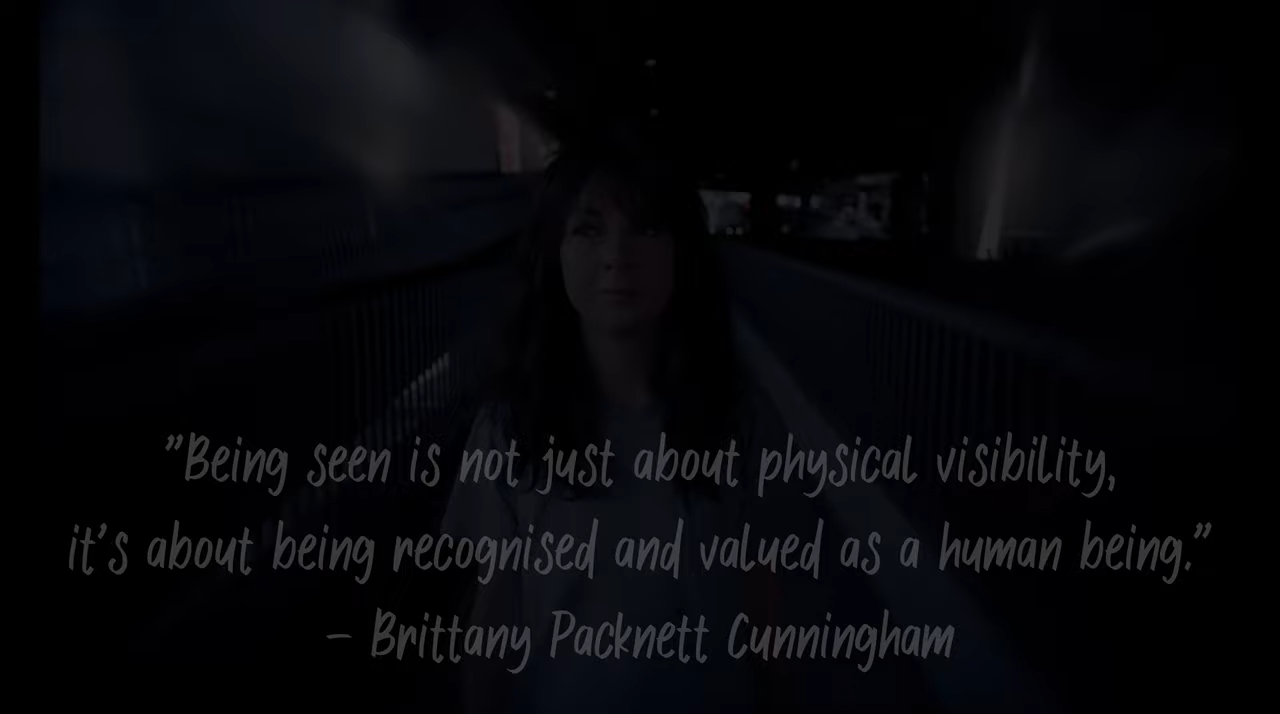 "Being seen is not just about physical visibility,
it's about being recognised and valued as a human being."
– Brittany Packnett Cunningham